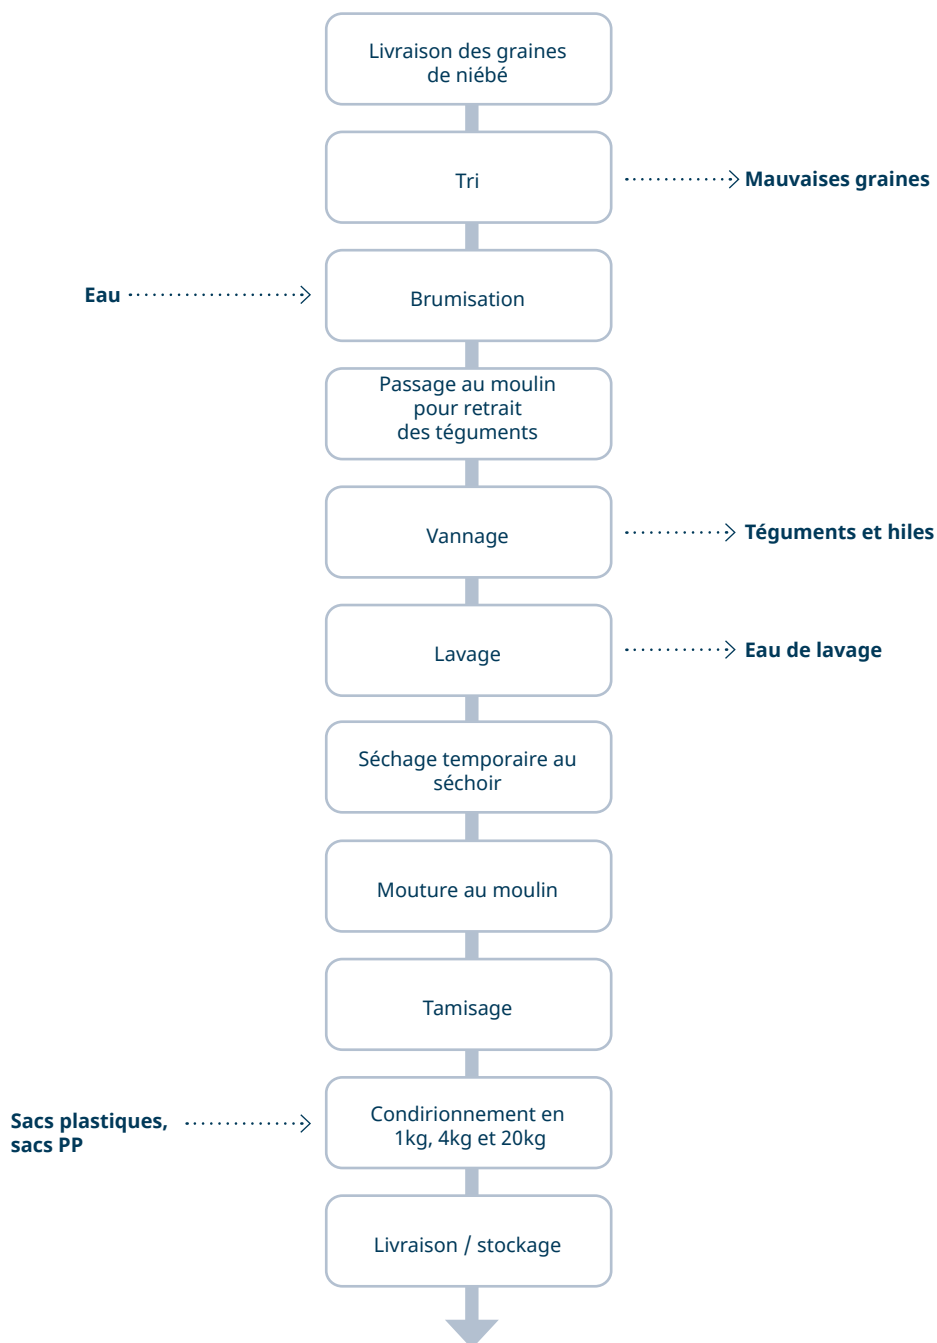 Livraison des graines
de niébé
Tri
Mauvaises graines
Eau
Brumisation
Passage au moulin
pour retrait
des téguments
Vannage
Téguments et hiles
Lavage
Eau de lavage
Séchage temporaire au
séchoir
Mouture au moulin
Tamisage
Sacs plastiques,
sacs PP
Condirionnement en
1kg, 4kg et 20kg
Livraison / stockage